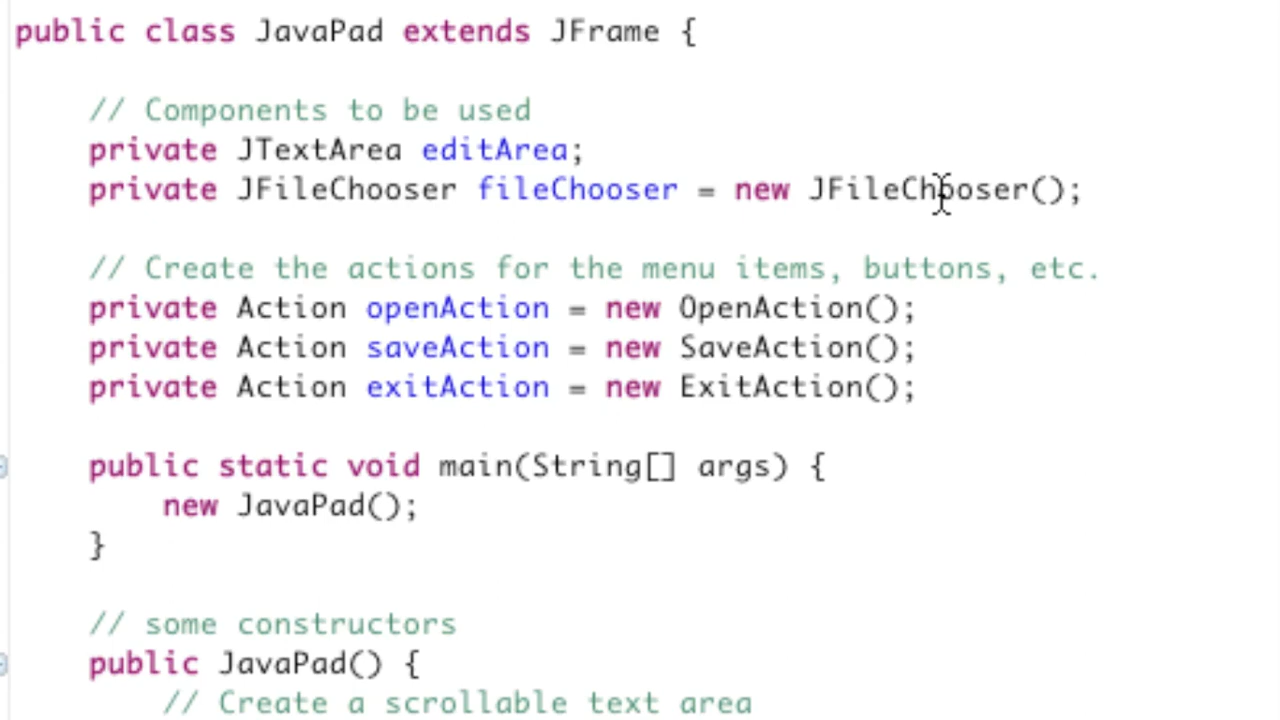 public class JavaPad extends JFrame {
// Components to be used
private JTextArea editArea;
private JFileChooser fileChooser = new JFileChooser();
// Create the actions for the menu items, buttons, etc.
private Action openAction = new OpenAction();
private Action saveAction = new SaveAction();
private Action exitAction = new ExitAction();
public static void main(String[] args) {
new JavaPad();
}
// some constructors
public JavaPad() {
// Create a scrollable text area